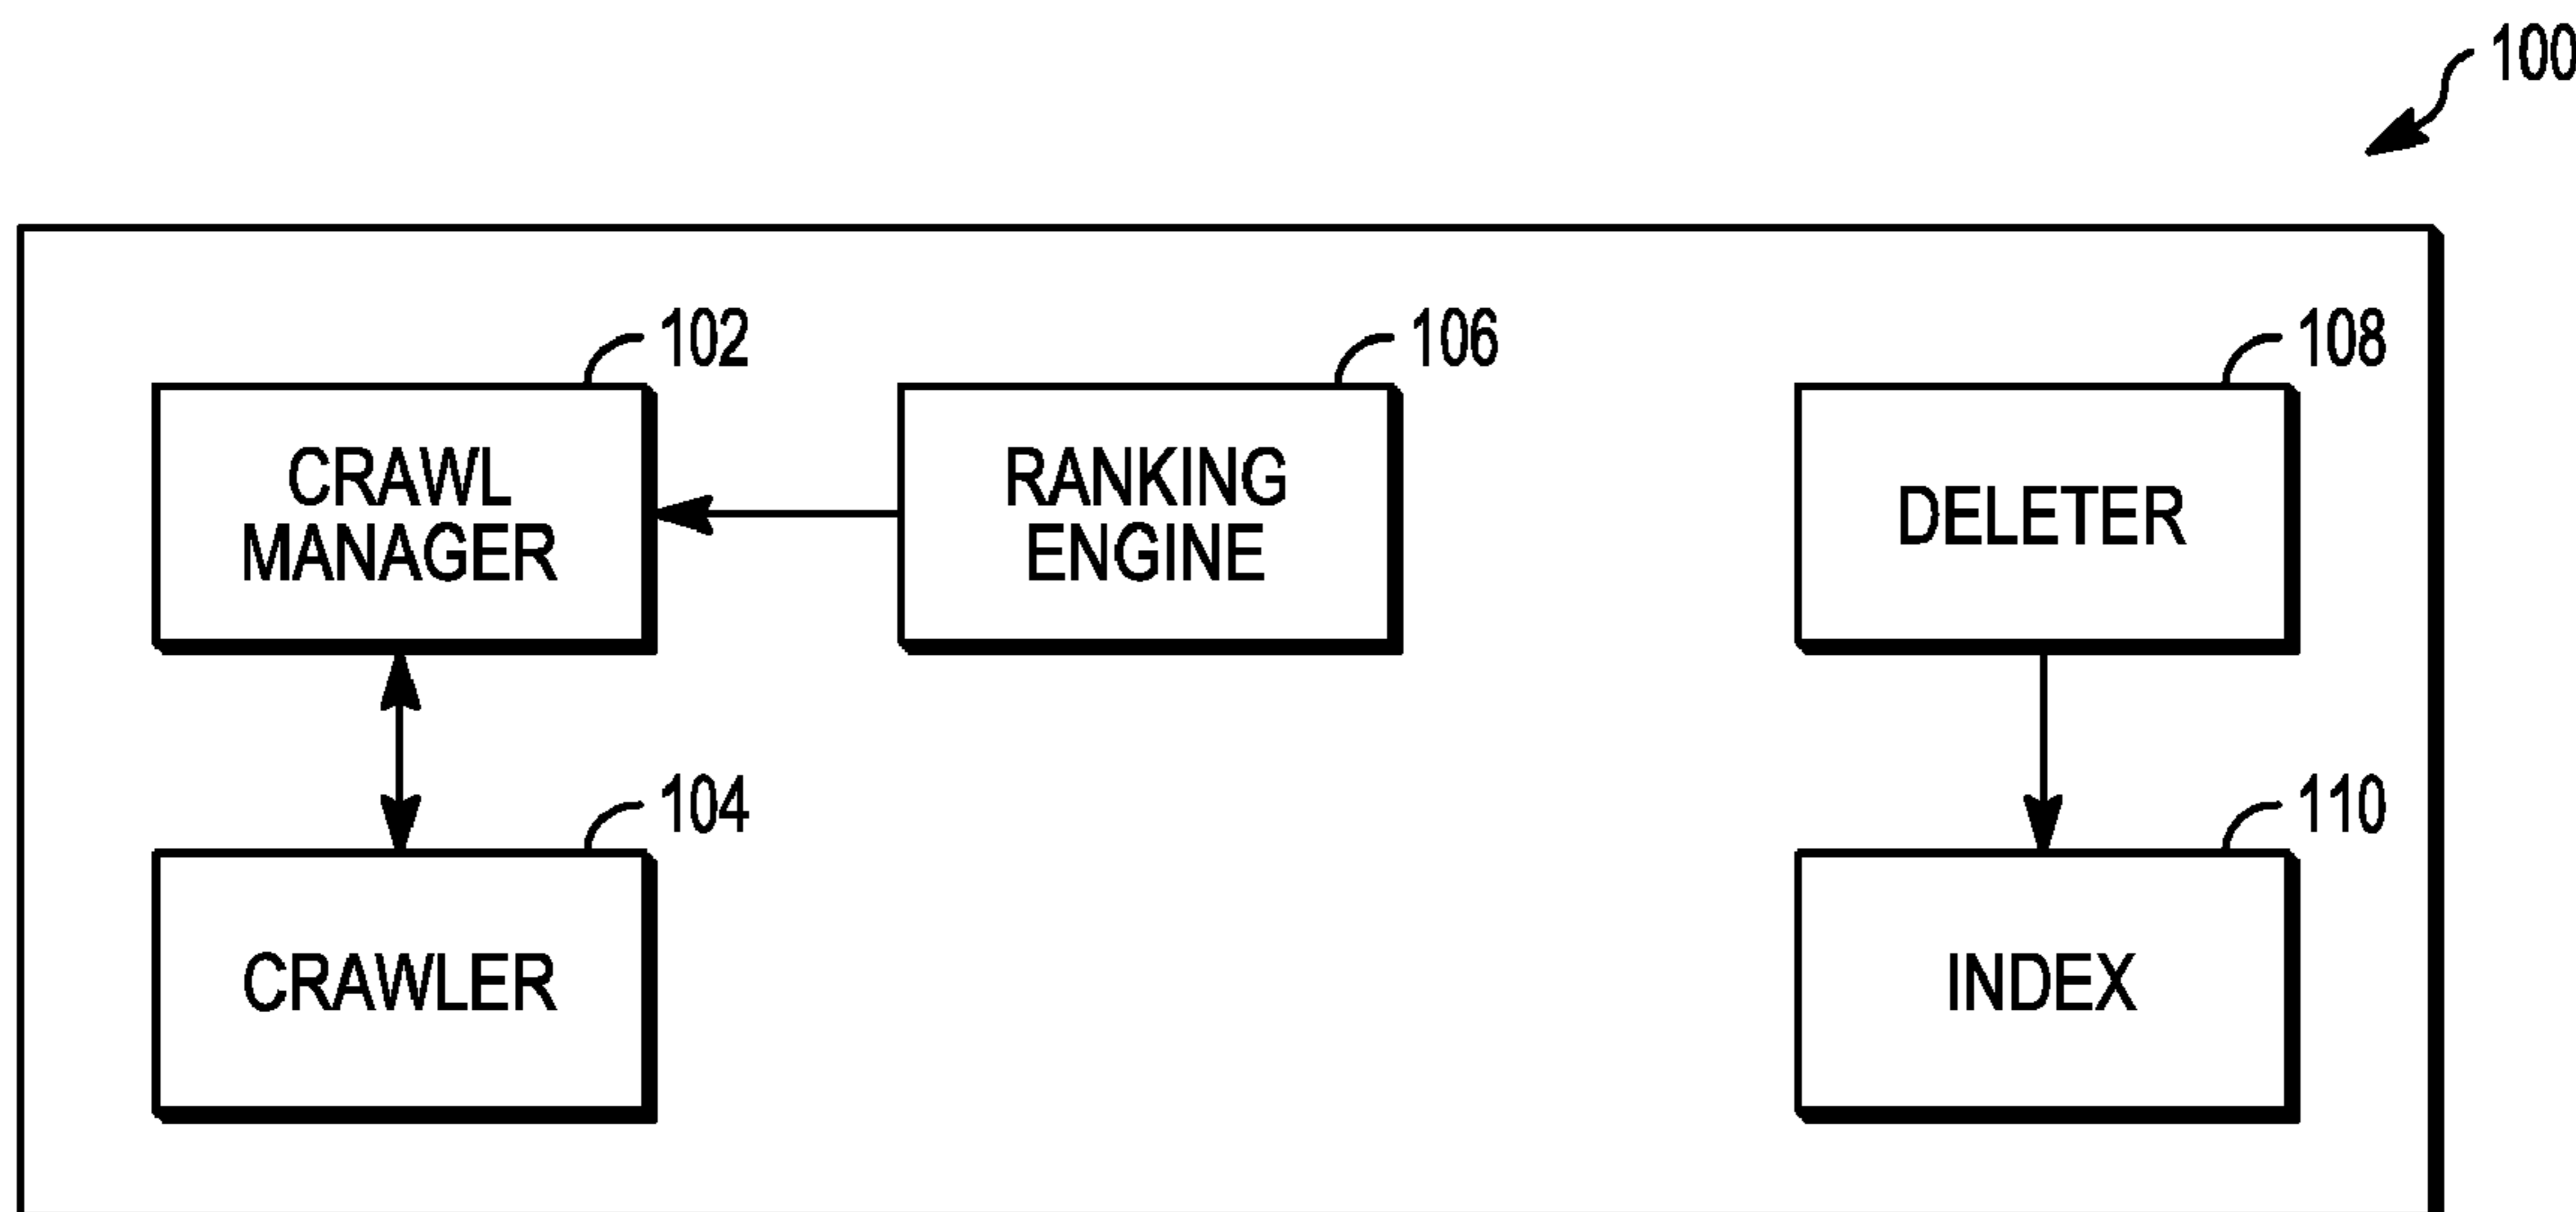 100
102
106
108
CRAWL
MANAGER
RANKING
ENGINE
DELETER
104
110
CRAWLER
INDEX